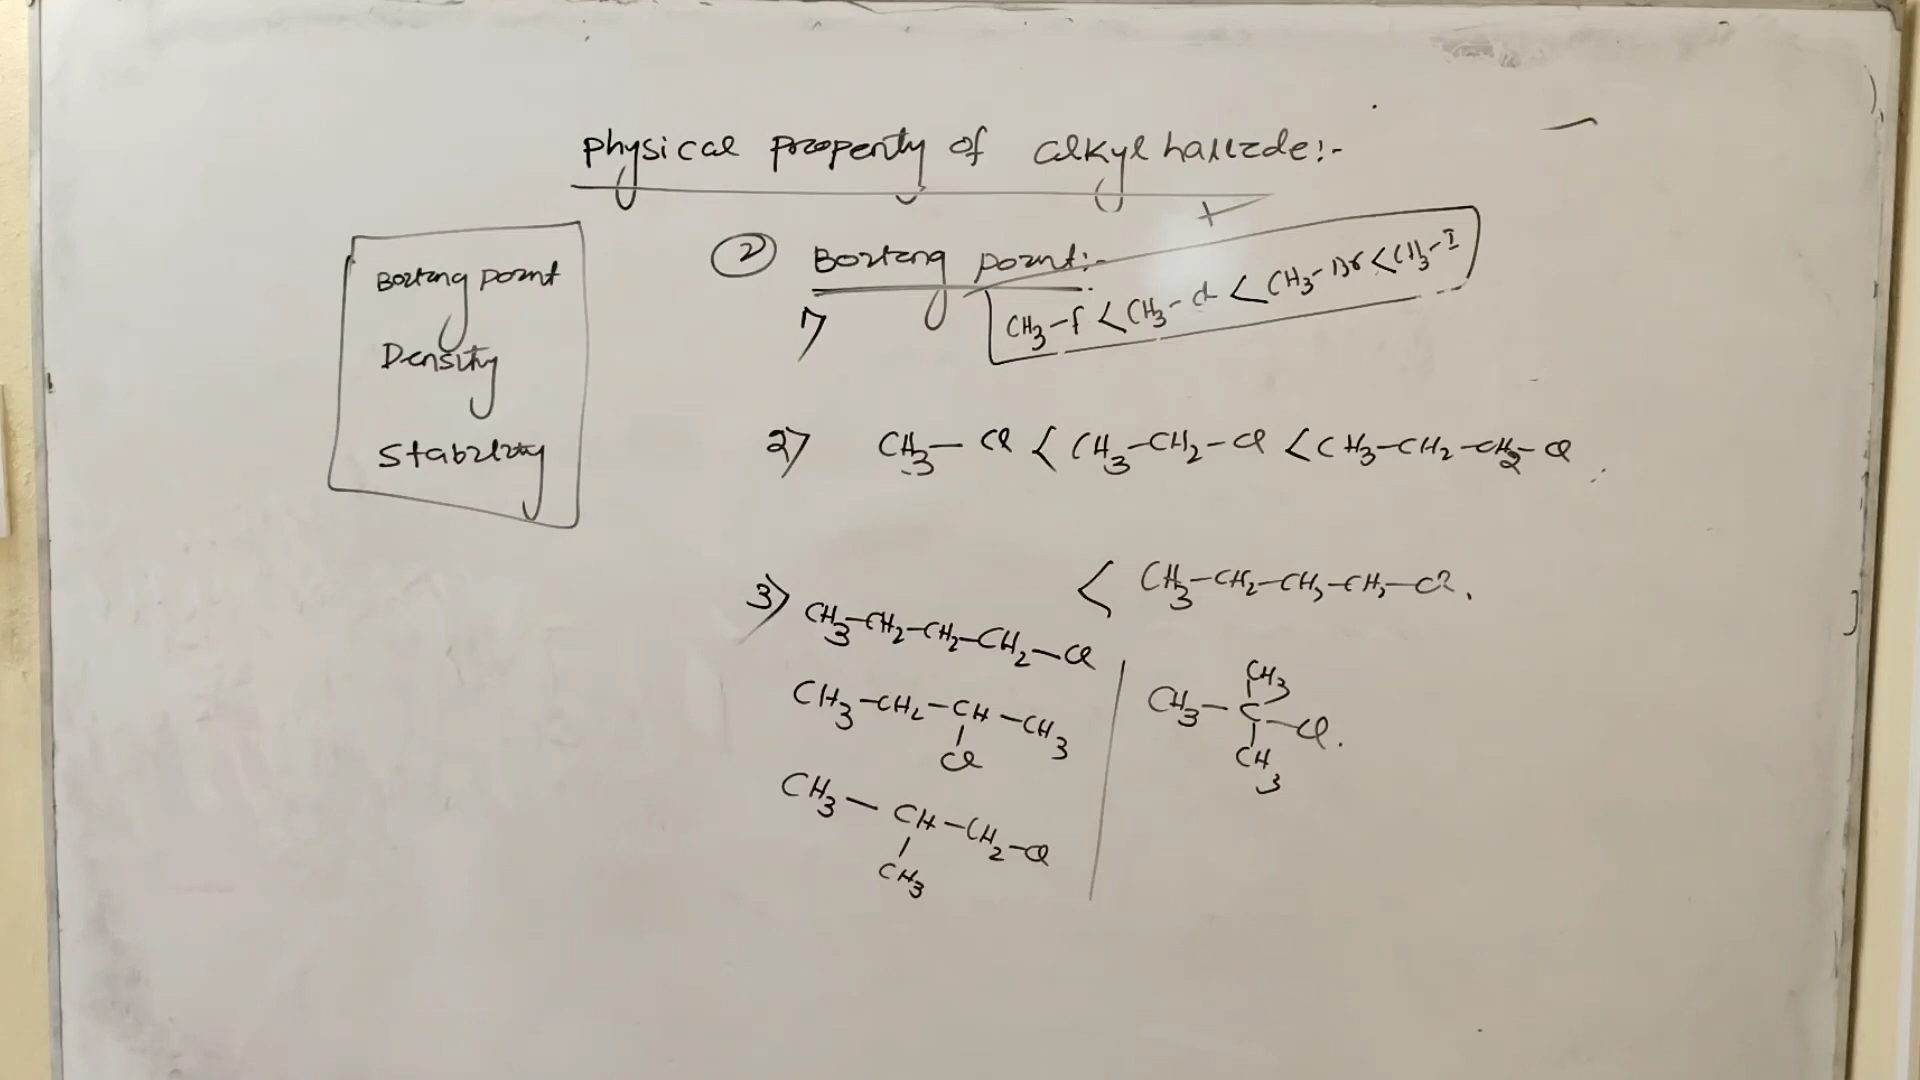 physical property of alkyl halide:-
Boiling point
Density
Stability
② Boiling point:-
1) CH₃-F < CH₃-Cl < CH₃-Br < CH₃-I
2) CH₃-Cl < CH₃-CH₂-Cl < CH₃-CH₂-CH₂-Cl
< CH₃-CH₂-CH₂-CH₂-Cl.
3) CH₃-CH₂-CH₂-CH₂-Cl
CH₃-CH₂-CH-CH₃
Cl
CH₃-CH-CH₂-Cl
CH₃
CH₃
CH₃-C-Cl.
CH₃